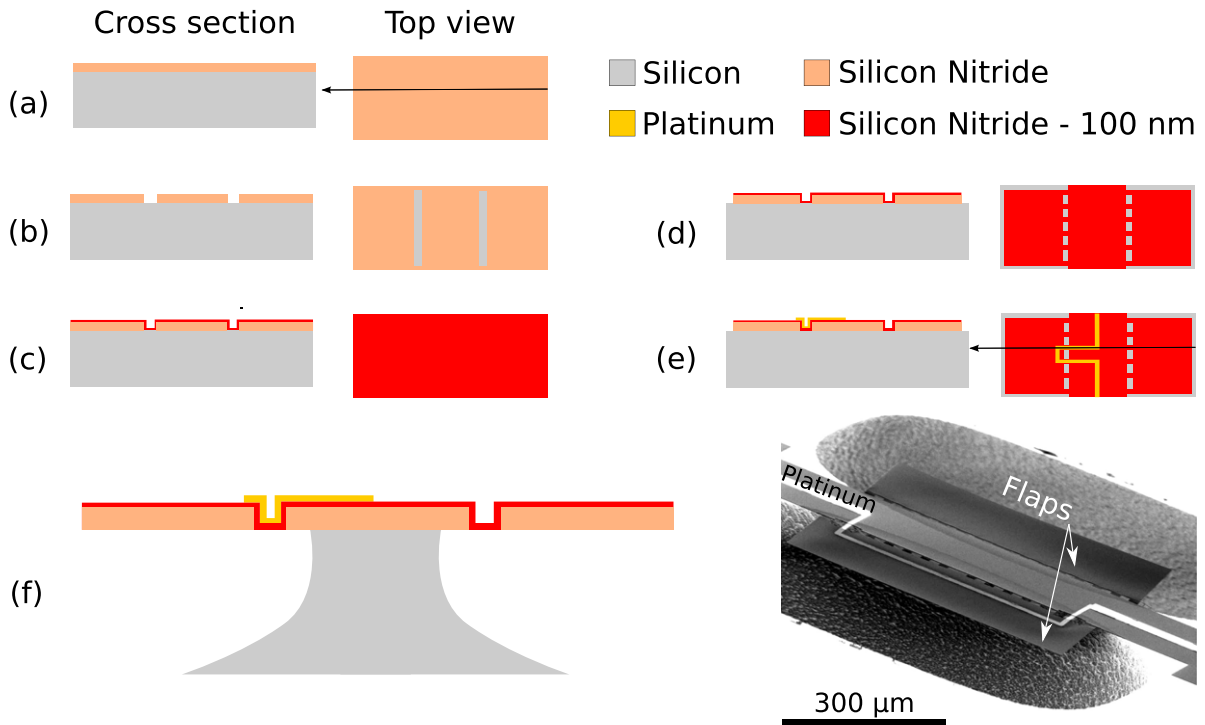 Cross section
Top view
Silicon
Silicon Nitride
Platinum
Silicon Nitride - 100 nm
(a)
(b)
(c)
(d)
(e)
(f)
Platinum
Flaps
300 μm